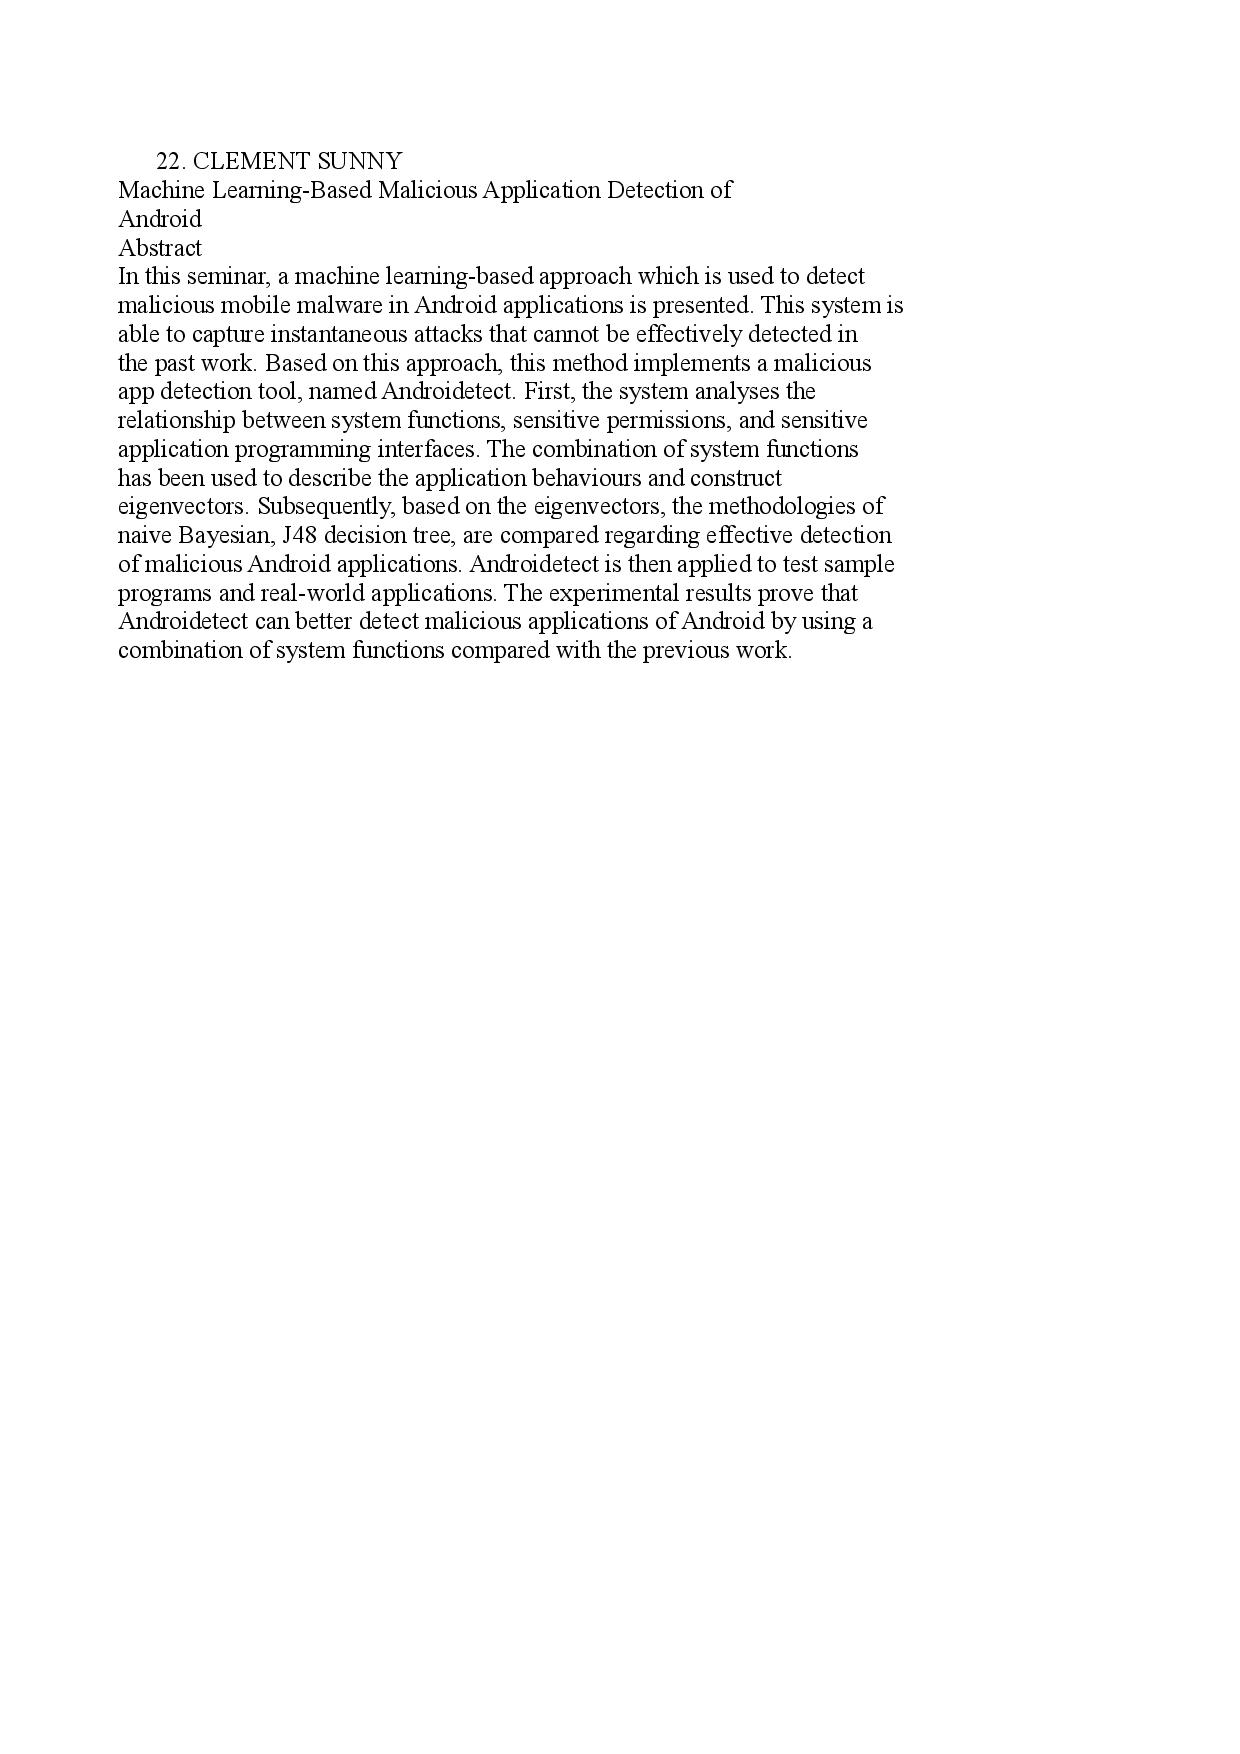 22. CLEMENT SUNNY
Machine Learning-Based Malicious Application Detection of
Android
Abstract
In this seminar, a machine learning-based approach which is used to detect
malicious mobile malware in Android applications is presented. This system is
able to capture instantaneous attacks that cannot be effectively detected in
the past work. Based on this approach, this method implements a malicious
app detection tool, named Androidetect. First, the system analyses the
relationship between system functions, sensitive permissions, and sensitive
application programming interfaces. The combination of system functions
has been used to describe the application behaviours and construct
eigenvectors. Subsequently, based on the eigenvectors, the methodologies of
naive Bayesian, J48 decision tree, are compared regarding effective detection
of malicious Android applications. Androidetect is then applied to test sample
programs and real-world applications. The experimental results prove that
Androidetect can better detect malicious applications of Android by using a
combination of system functions compared with the previous work.